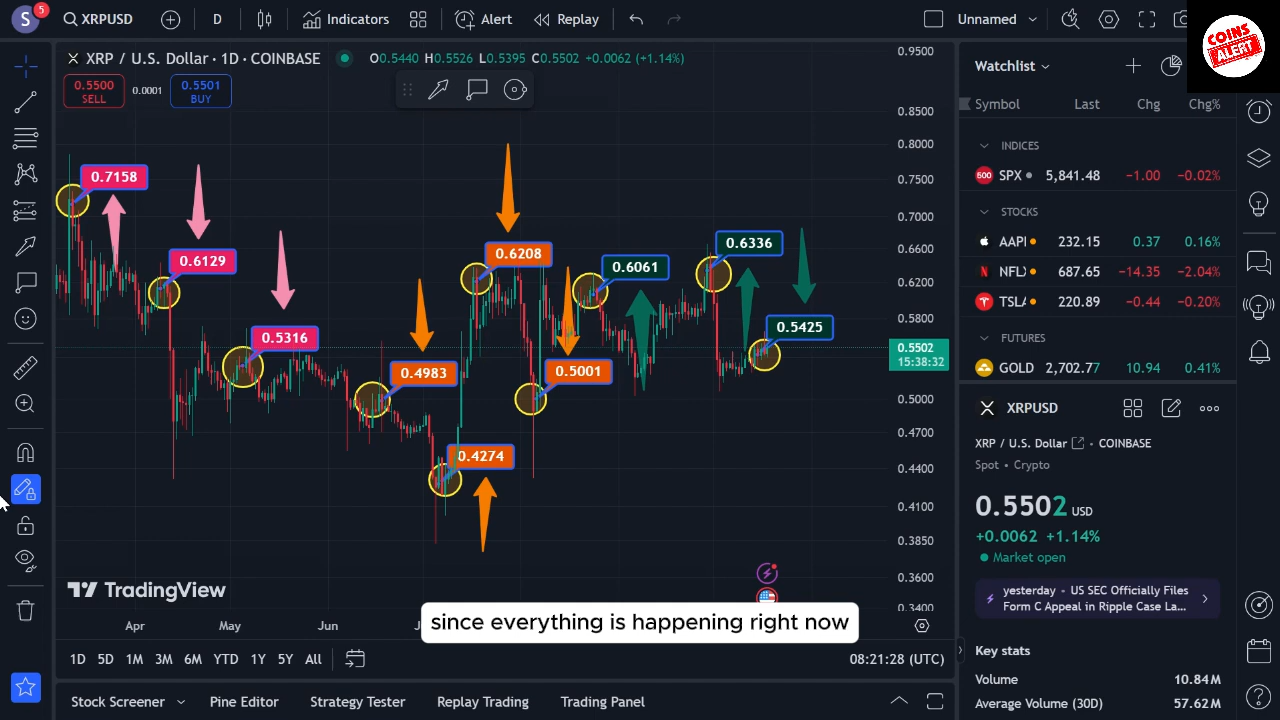 S
5
XRPUSD
D
Indicators
Alert
Replay
Unnamed
COINS
ALERT
XRP / U.S. Dollar · 1D · COINBASE
O0.5440 H0.5526 L0.5395 C0.5502 +0.0062 (+1.14%)
0.5500
SELL
0.0001
0.5501
BUY
0.7158
0.6129
0.5316
0.4983
0.4274
0.6208
0.5001
0.6061
0.6336
0.5425
0.9500
0.8500
0.8000
0.7500
0.7000
0.6600
0.6200
0.5800
0.5502
15:38:32
0.5000
0.4700
0.4400
0.4100
0.3850
0.3600
0.3400
TradingView
Apr
May
Jun
since everything is happening right now
1D 5D 1M 3M 6M YTD 1Y 5Y All
08:21:28 (UTC)
Stock Screener
Pine Editor
Strategy Tester
Replay Trading
Trading Panel
Watchlist
Symbol Last Chg Chg%
INDICES
500 SPX 5,841.48 −1.00 −0.02%
STOCKS
AAPL 232.15 0.37 0.16%
NFLX 687.65 −14.35 −2.04%
TSLA 220.89 −0.44 −0.20%
FUTURES
GOLD 2,702.77 10.94 0.41%
XRPUSD
XRP / U.S. Dollar · COINBASE
Spot · Crypto
0.5502 USD
+0.0062 +1.14%
Market open
yesterday - US SEC Officially Files
Form C Appeal in Ripple Case La...
Key stats
Volume 10.84M
Average Volume (30D) 57.62M